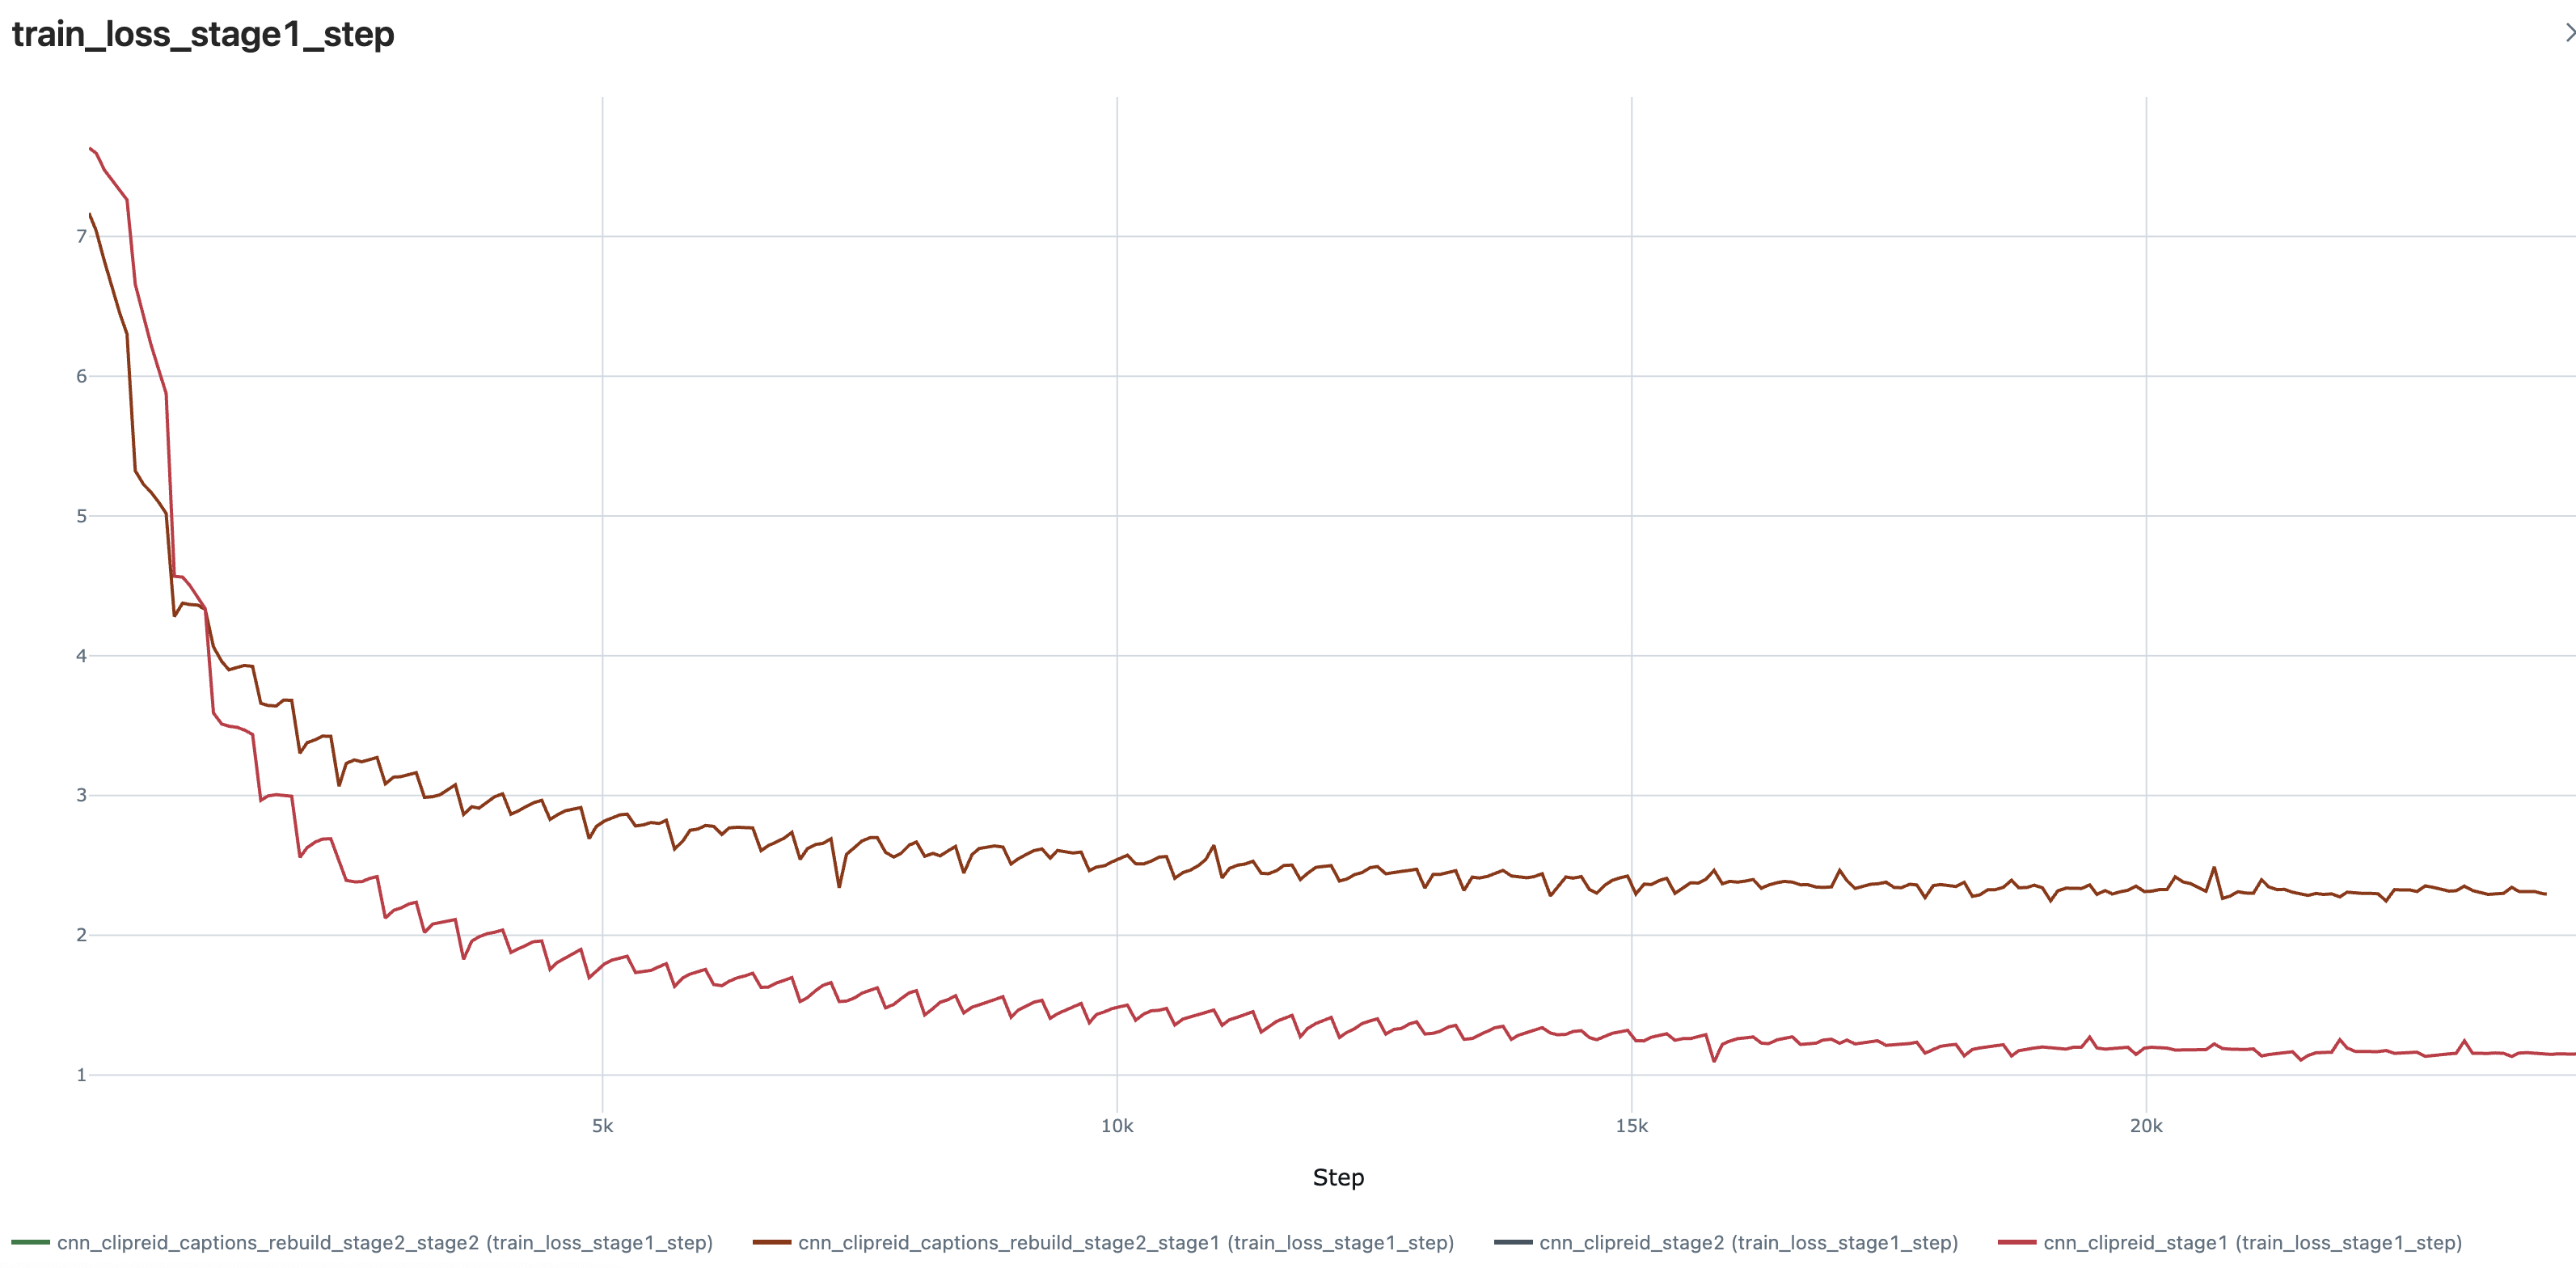 train_loss_stage1_step
7
6
5
4
3
2
1
5k 10k 15k 20k
Step
cnn_clipreid_captions_rebuild_stage2_stage2 (train_loss_stage1_step) cnn_clipreid_captions_rebuild_stage2_stage1 (train_loss_stage1_step) cnn_clipreid_stage2 (train_loss_stage1_step) cnn_clipreid_stage1 (train_loss_stage1_step)